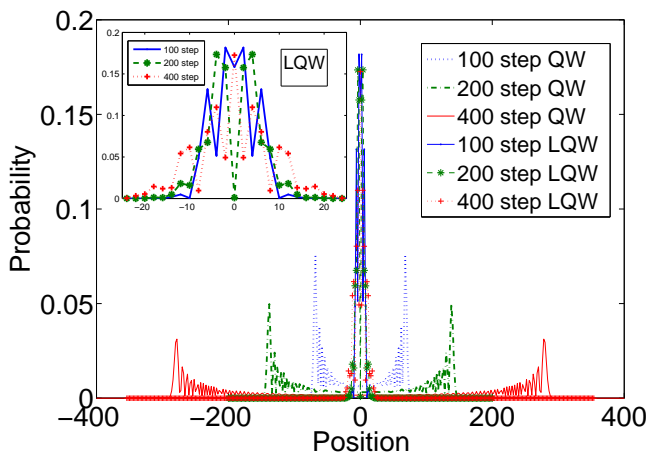 0.2
0.15
0.1
0.05
0
Probability
−400
−200
0
200
400
Position
100 step QW
200 step QW
400 step QW
100 step LQW
200 step LQW
400 step LQW
0.2
0.15
0.1
0.05
0
−20
−10
0
10
20
100 step
200 step
400 step
LQW